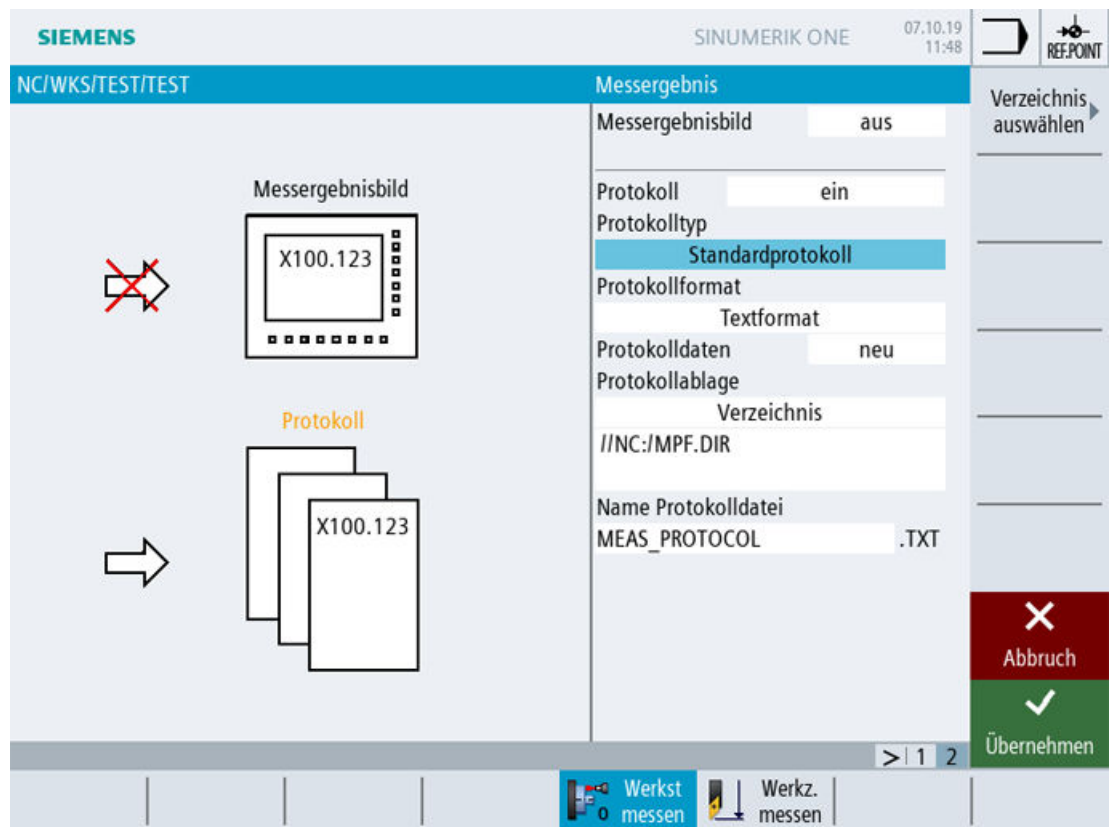 SIEMENS
SINUMERIK ONE
07.10.19
11:48
REF.POINT
NC/WKS/TEST/TEST
Messergebnis
Verzeichnis
auswählen
Messergebnisbild
aus
Messergebnisbild
X100.123
Protokoll
ein
Protokolltyp
Standardprotokoll
Protokollformat
Textformat
Protokolldaten
neu
Protokollablage
Verzeichnis
//NC:/MPF.DIR
Name Protokolldatei
MEAS_PROTOCOL
.TXT
Protokoll
X100.123
Abbruch
Übernehmen
> 1 2
Werkst
0 messen
Werkz.
messen